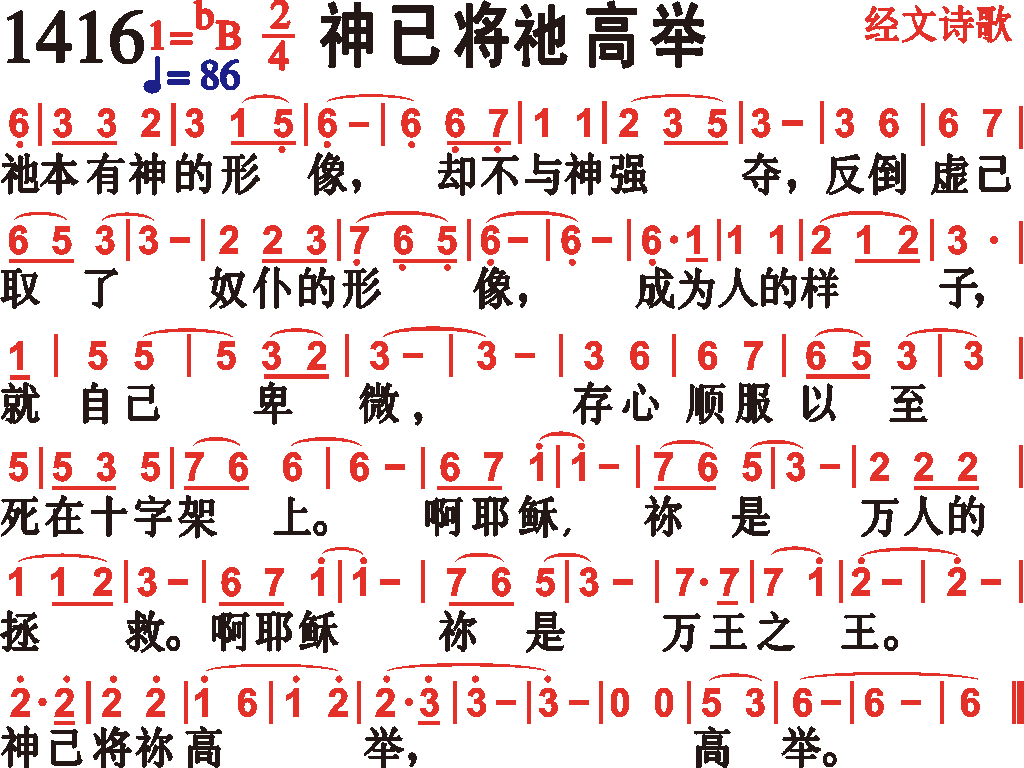 1416 1=bB 2/4 神已将祂高举 经文诗歌
♩= 86
6̣|3 3 2|3 1 5̣|6̣ -|6̣ 6̣ 7̣|1 1|2 3 5|3 -|3 6|6 7|
祂本有神的形 像, 却不与神强 夺, 反倒 虚己
6 5 3|3 -|2 2 3|7̣ 6̣ 5̣|6̣ -|6̣ -|6̣· 1|1 1|2 1 2|3 ·|
取 了 奴仆的形 像, 成为人的样 子,
1|5 5|5 3 2|3 -|3 -|3 6|6 7|6 5 3|3|
就 自己 卑 微, 存心 顺服 以 至
5|5 3 5|7 6 6|6 -|6 7 i|i -|7 6 5|3 -|2 2 2|
死在十字架 上。 啊耶稣, 祢 是 万人的
1 1 2|3 -|6 7 i|i -|7 6 5|3 -|7· 7|7 i|2̇ -|2̇ -|
拯 救。啊耶稣 祢 是 万王之 王。
2̇· 2̇|2̇ 2̇|i 6|i 2̇|2̇· 3̇|3̇ -|3̇ -|0 0|5 3|6 -|6 -|6‖
神已将祢高 举, 高 举。